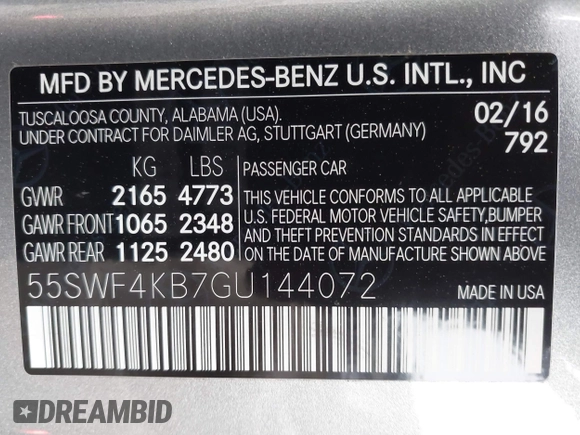 MFD BY MERCEDES-BENZ U.S. INTL., INC
TUSCALOOSA COUNTY, ALABAMA (USA). 02/16
UNDER CONTRACT FOR DAIMLER AG, STUTTGART (GERMANY) 792
KG LBS PASSENGER CAR
GVWR 2165 4773 THIS VEHICLE CONFORMS TO ALL APPLICABLE
GAWR FRONT 1065 2348 U.S. FEDERAL MOTOR VEHICLE SAFETY,BUMPER
GAWR REAR 1125 2480 AND THEFT PREVENTION STANDARDS IN EFFECT
ON THE DATE OF MANUFACTURE SHOWN ABOVE.
55SWF4KB7GU144072 MADE IN USA
DREAMBID